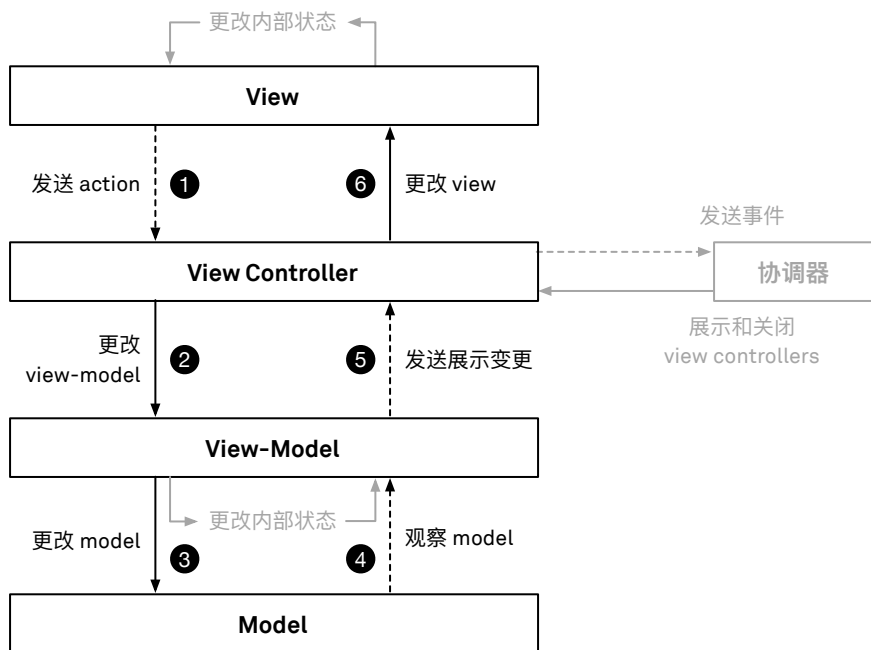 更改内部状态
View
发送 action
1
6
更改 view
发送事件
View Controller
协调器
更改
view-model
2
5
发送展示变更
展示和关闭
view controllers
View-Model
更改内部状态
更改 model
3
4
观察 model
Model